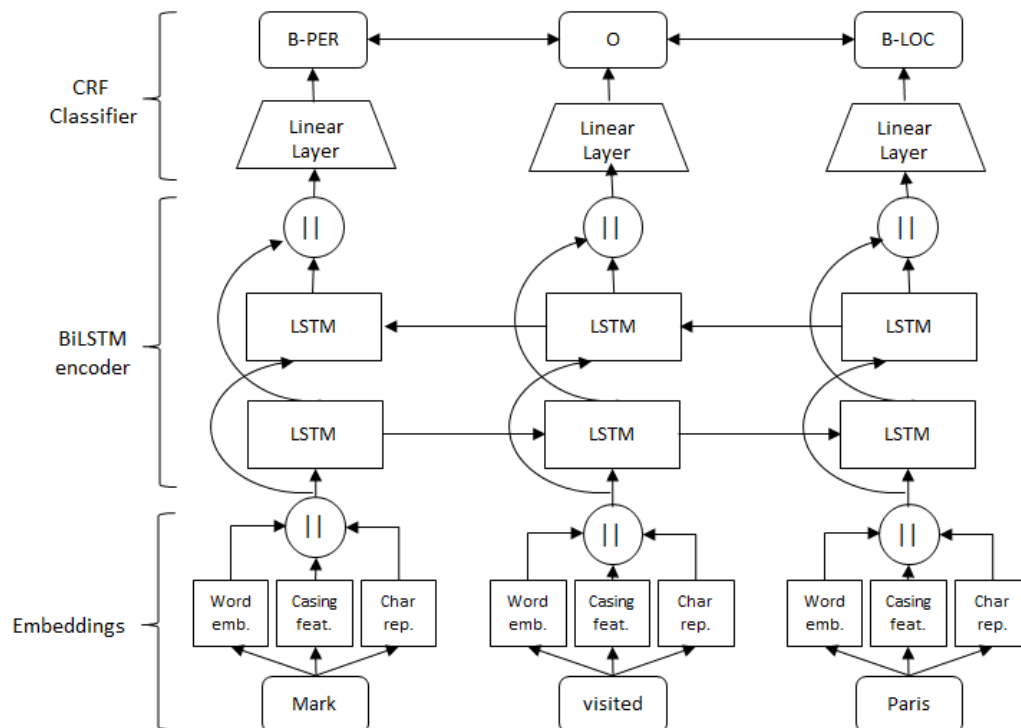 B-PER
O
B-LOC
CRF
Classifier
Linear
Layer
Linear
Layer
Linear
Layer
||
||
||
BiLSTM
encoder
LSTM
LSTM
LSTM
LSTM
LSTM
LSTM
||
||
||
Embeddings
Word
emb.
Casing
feat.
Char
rep.
Word
emb.
Casing
feat.
Char
rep.
Word
emb.
Casing
feat.
Char
rep.
Mark
visited
Paris